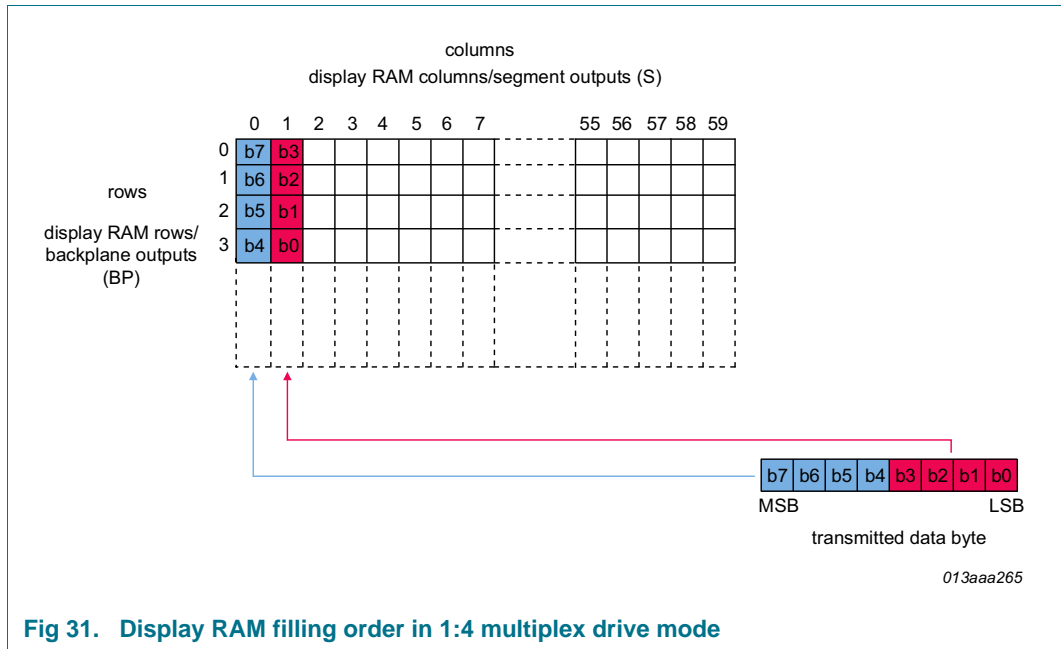 columns
display RAM columns/segment outputs (S)
0 1 2 3 4 5 6 7 55 56 57 58 59
0 b7 b3
1 b6 b2
rows
2 b5 b1
display RAM rows/
3 b4 b0
backplane outputs
(BP)
b7 b6 b5 b4 b3 b2 b1 b0
MSB LSB
transmitted data byte
013aaa265
Fig 31. Display RAM filling order in 1:4 multiplex drive mode